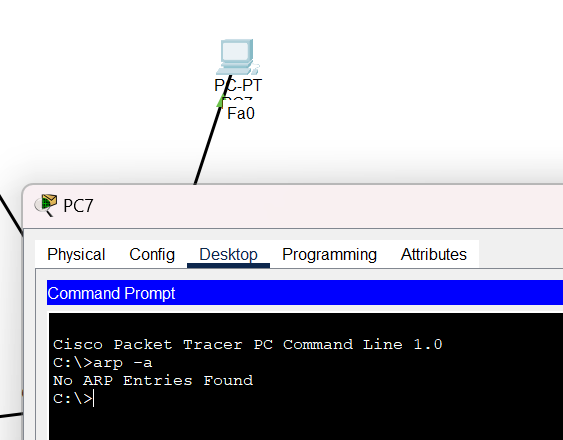 PC-PT
PC7
Fa0
PC7
Physical Config Desktop Programming Attributes
Command Prompt
Cisco Packet Tracer PC Command Line 1.0
C:\>arp -a
No ARP Entries Found
C:\>